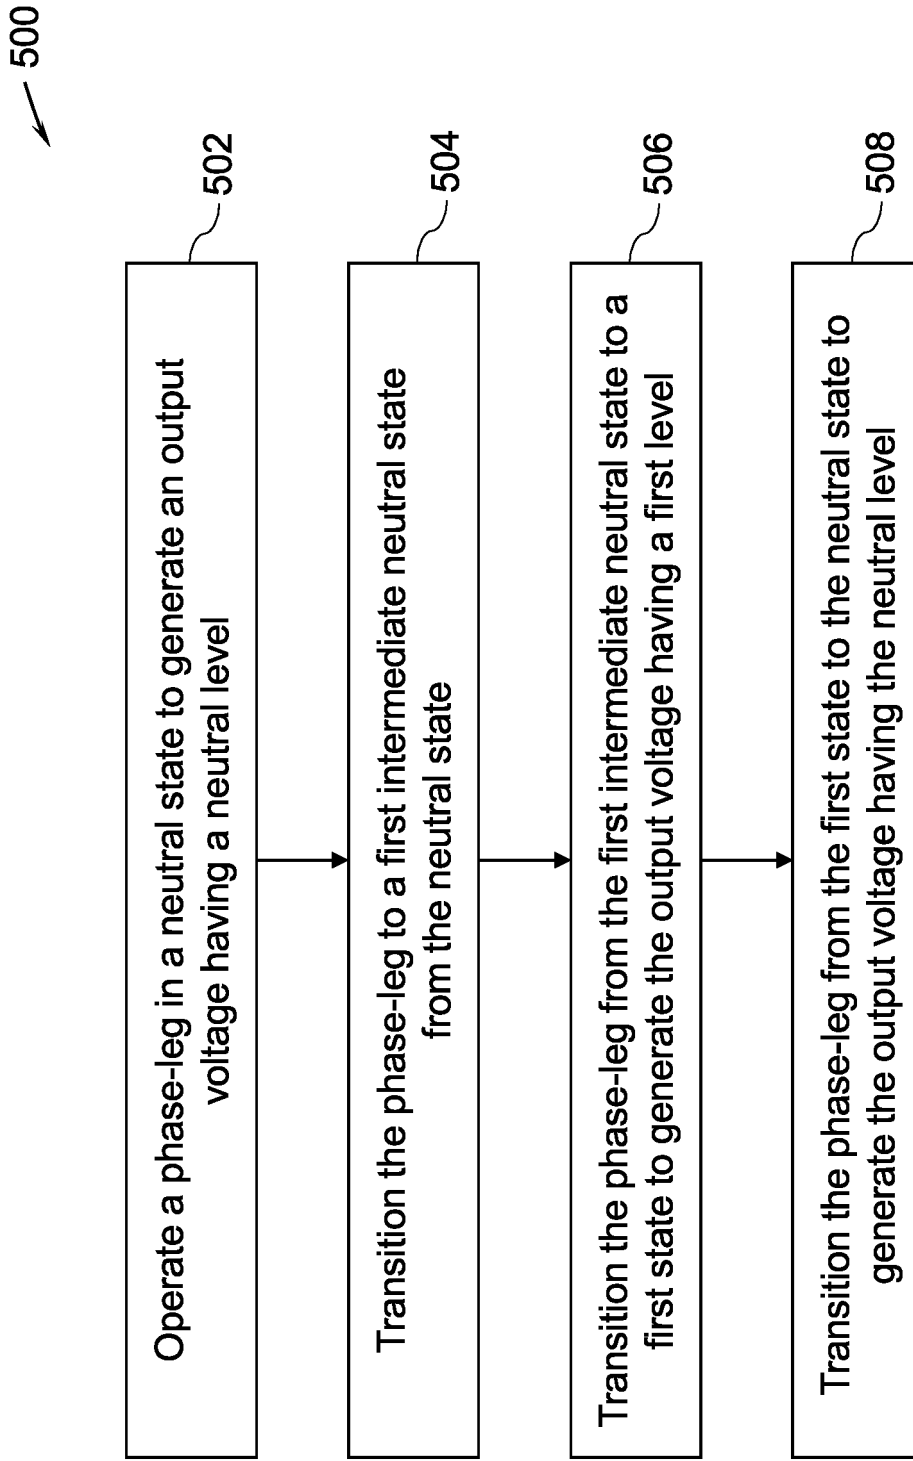 500
502
Operate a phase-leg in a neutral state to generate an output
voltage having a neutral level
504
Transition the phase-leg to a first intermediate neutral state
from the neutral state
506
Transition the phase-leg from the first intermediate neutral state to a
first state to generate the output voltage having a first level
508
Transition the phase-leg from the first state to the neutral state to
generate the output voltage having the neutral level